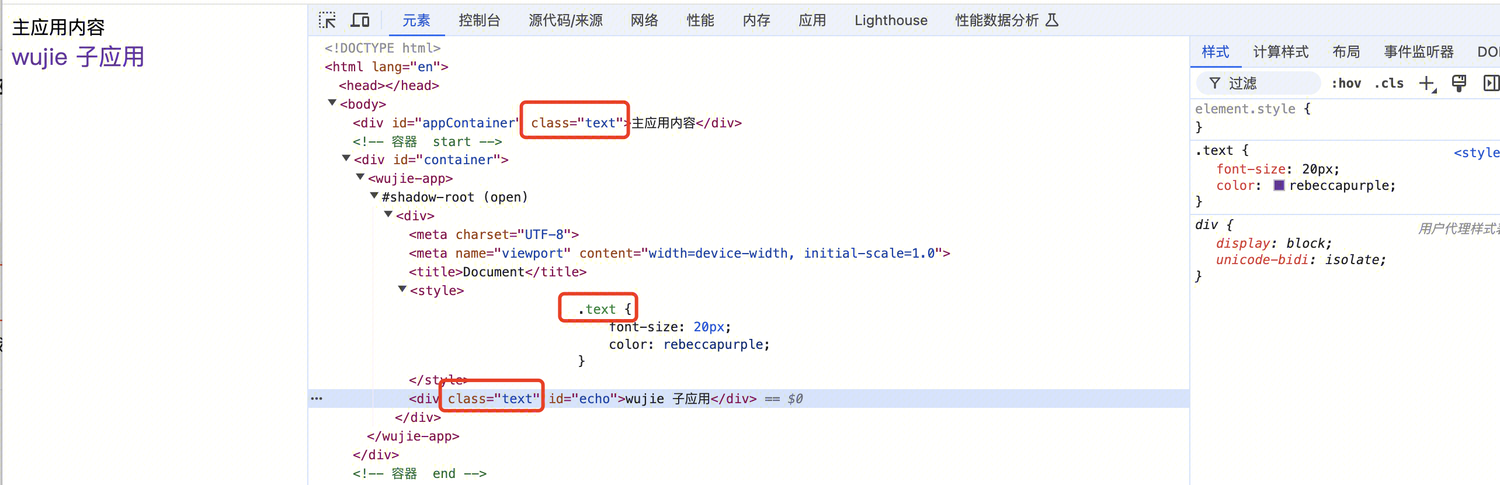 主应用内容
wujie 子应用
元素 控制台 源代码/来源 网络 性能 内存 应用 Lighthouse 性能数据分析
<!DOCTYPE html>
<html lang="en">
<head></head>
<body>
<div id="appContainer" class="text">主应用内容</div>
<!-- 容器  start -->
<div id="container">
<wujie-app>
#shadow-root (open)
<div>
<meta charset="UTF-8">
<meta name="viewport" content="width=device-width, initial-scale=1.0">
<title>Document</title>
<style>
.text {
font-size: 20px;
color: rebeccapurple;
}
</style>
<div class="text" id="echo">wujie 子应用</div> == $0
</div>
</wujie-app>
</div>
<!-- 容器  end -->
样式 计算样式 布局 事件监听器
过滤 :hov .cls
element.style {
}
.text { <style
font-size: 20px;
color: rebeccapurple;
}
div { 用户代理样式
display: block;
unicode-bidi: isolate;
}